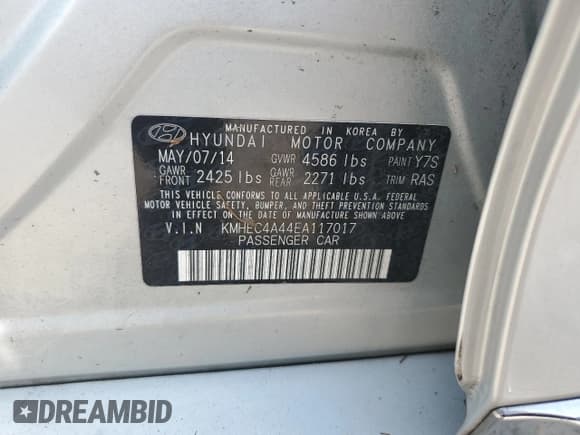 MANUFACTURED IN KOREA BY
HYUNDAI MOTOR COMPANY
MAY/07/14 GVWR 4586 lbs PAINT Y7S
GAWR FRONT 2425 lbs GAWR REAR 2271 lbs TRIM RAS
THIS VEHICLE CONFORMS TO ALL APPLICABLE U.S.A. FEDERAL
MOTOR VEHICLE SAFETY, BUMPER, AND THEFT PREVENTION STANDARDS
IN EFFECT ON THE DATE OF MANUFACTURE SHOWN ABOVE.
V.I.N KMHEC4A44EA117017
PASSENGER CAR
DREAMBID